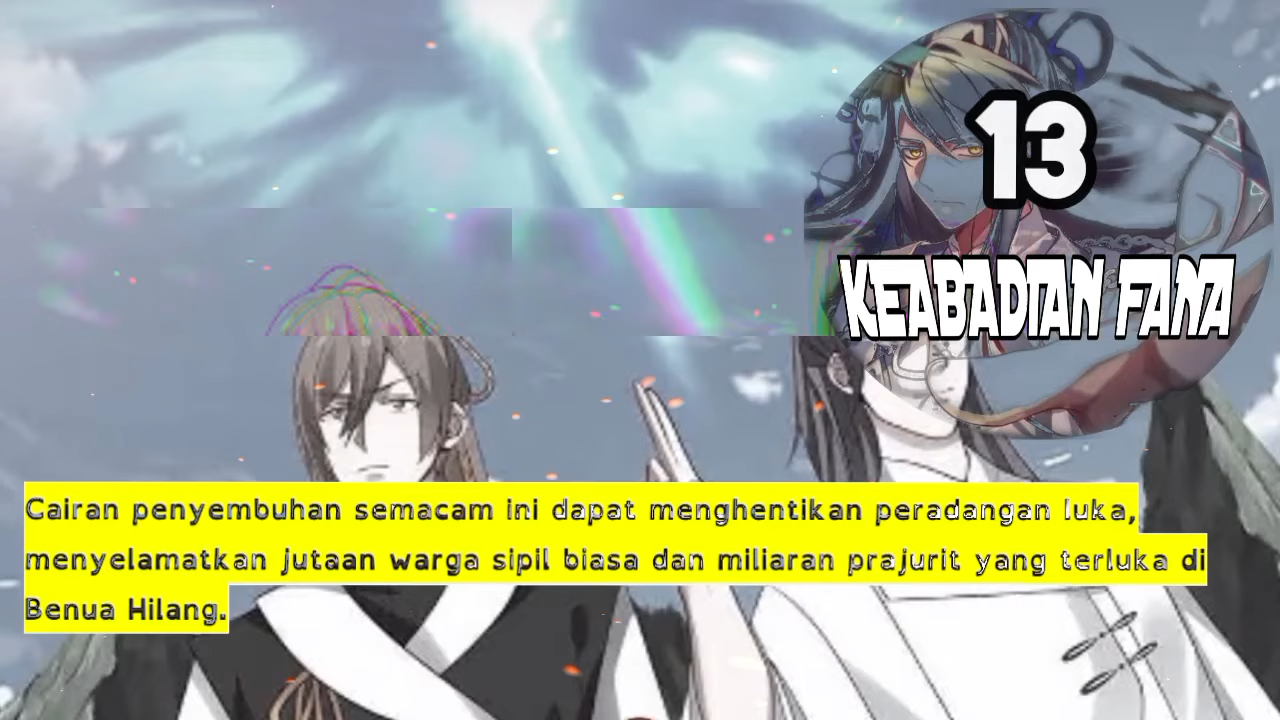 13
KEABADIAN FANA
Cairan penyembuhan semacam ini dapat menghentikan peradangan luka,
menyelamatkan jutaan warga sipil biasa dan miliaran prajurit yang terluka di
Benua Hilang.